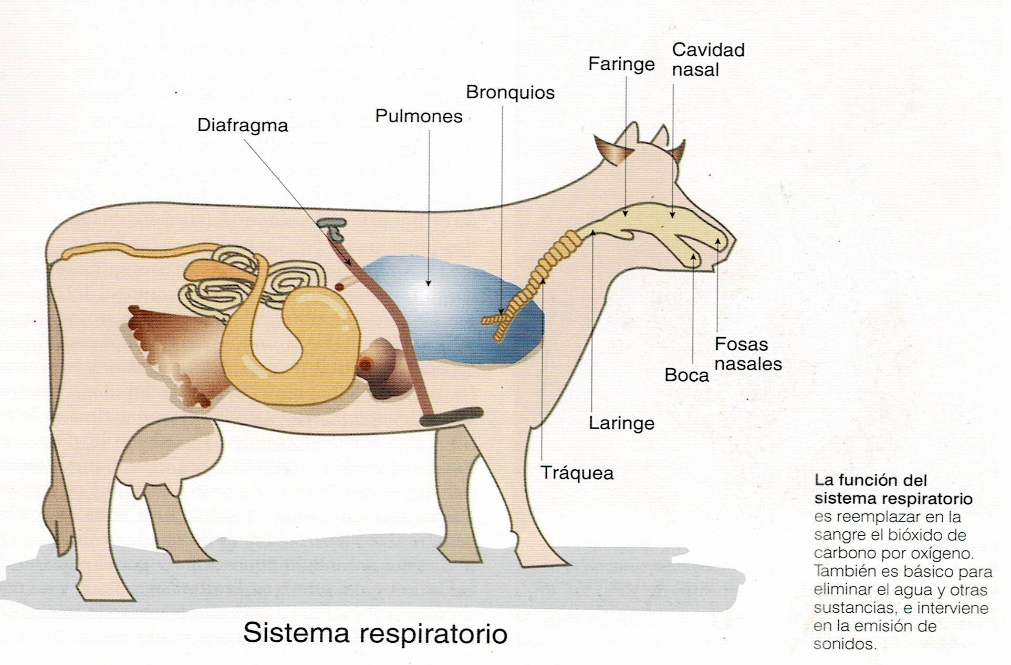 Cavidad
nasal
Faringe
Bronquios
Pulmones
Diafragma
Fosas
nasales
Boca
Laringe
Tráquea
La función del
sistema respiratorio
es reemplazar en la
sangre el bióxido de
carbono por oxígeno.
También es básico para
eliminar el agua y otras
sustancias, e interviene
en la emisión de
sonidos.
Sistema respiratorio